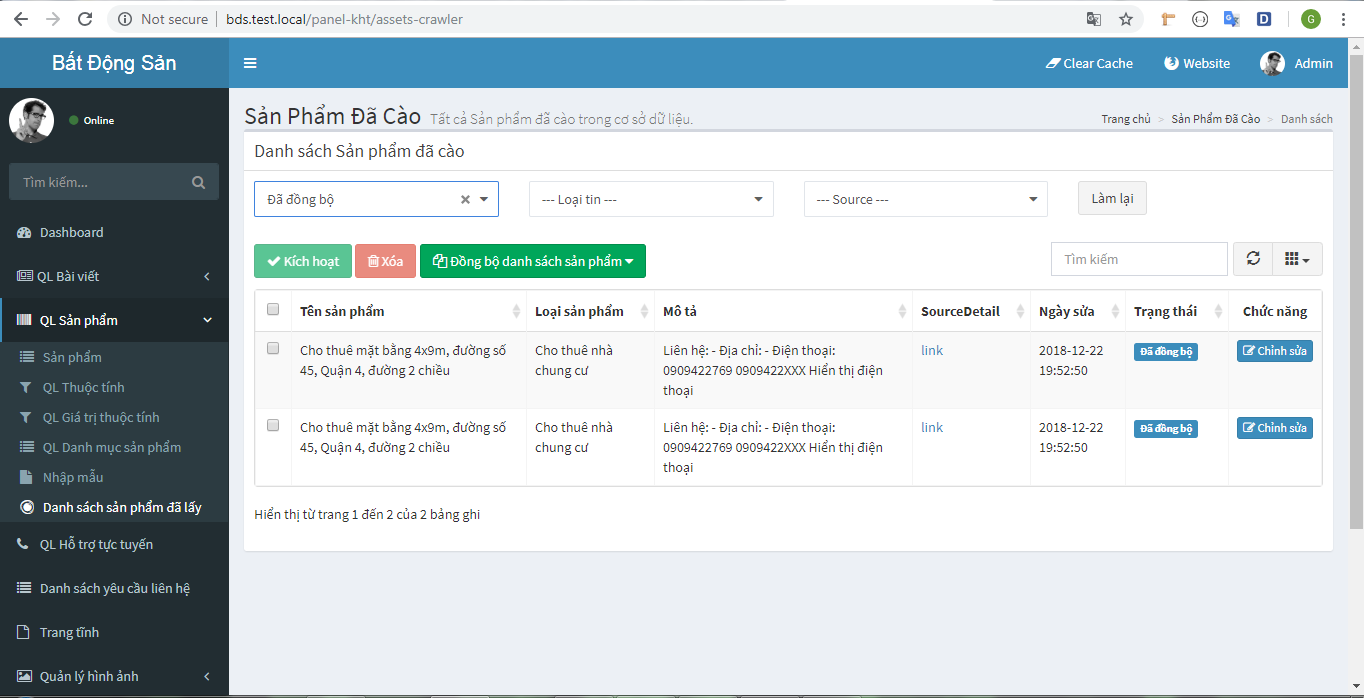 Not secure | bds.test.local/panel-kht/assets-crawler
D
G
Bất Động Sản
Clear Cache
Website
Admin
Online
Tìm kiếm...
Dashboard
QL Bài viết
QL Sản phẩm
Sản phẩm
QL Thuộc tính
QL Giá trị thuộc tính
QL Danh mục sản phẩm
Nhập mẫu
Danh sách sản phẩm đã lấy
QL Hỗ trợ tực tuyến
Danh sách yêu cầu liên hệ
Trang tĩnh
Quản lý hình ảnh
Sản Phẩm Đã Cào Tất cả Sản phẩm đã cào trong cơ sở dữ liệu.
Trang chủ > Sản Phẩm Đã Cào > Danh sách
Danh sách Sản phẩm đã cào
Đã đồng bộ ×
--- Loại tin ---
--- Source ---
Làm lại
Kích hoạt
Xóa
Đồng bộ danh sách sản phẩm
Tìm kiếm
Tên sản phẩm Loại sản phẩm Mô tả SourceDetail Ngày sửa Trạng thái Chức năng
Cho thuê mặt bằng 4x9m, đường số Cho thuê nhà Liên hệ: - Địa chỉ: - Điện thoại: link 2018-12-22 Đã đồng bộ Chỉnh sửa
45, Quận 4, đường 2 chiều chung cư 0909422769 0909422XXX Hiển thị điện 19:52:50
thoại
Cho thuê mặt bằng 4x9m, đường số Cho thuê nhà Liên hệ: - Địa chỉ: - Điện thoại: link 2018-12-22 Đã đồng bộ Chỉnh sửa
45, Quận 4, đường 2 chiều chung cư 0909422769 0909422XXX Hiển thị điện 19:52:50
thoại
Hiển thị từ trang 1 đến 2 của 2 bảng ghi